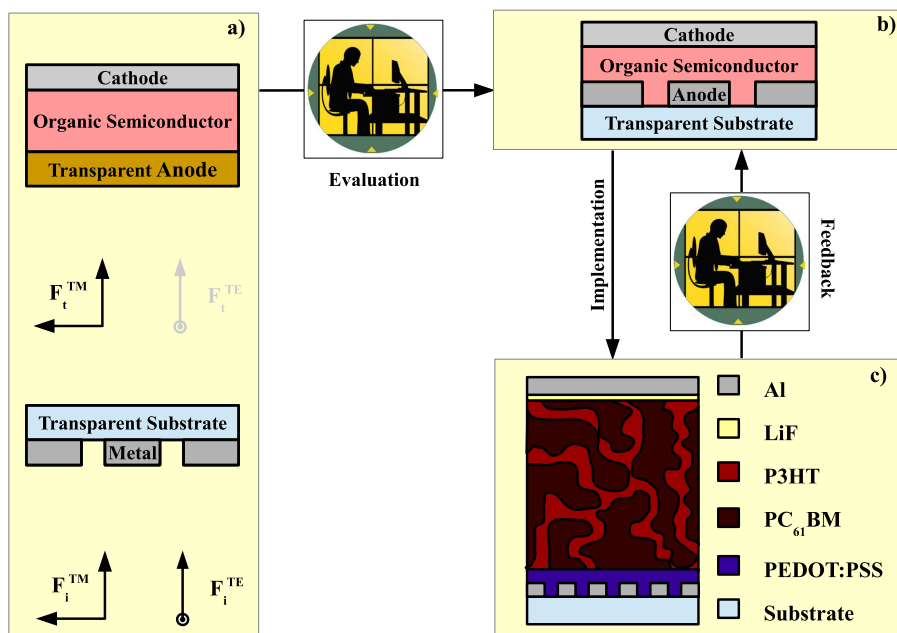 a)
Cathode
Organic Semiconductor
Transparent Anode
F_t^TM
F_t^TE
Transparent Substrate
Metal
F_i^TM
F_i^TE
Evaluation
b)
Cathode
Organic Semiconductor
Anode
Transparent Substrate
Implementation
Feedback
c)
Al
LiF
P3HT
PC61BM
PEDOT:PSS
Substrate